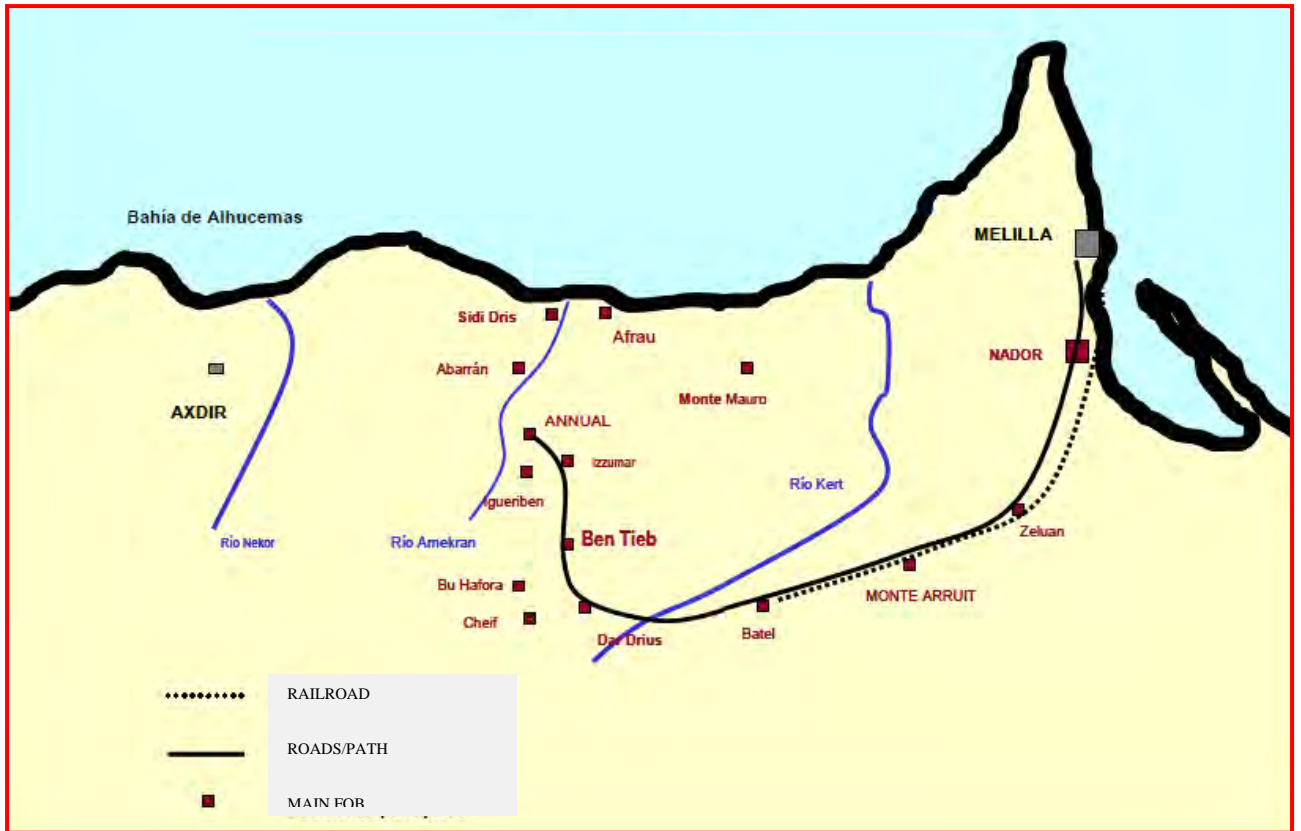 Bahía de Alhucemas
MELILLA
Sidi Dris
Afrau
NADOR
Abarrán
AXDIR
Monte Mauro
ANNUAL
Izzumar
Río Kert
Igueriben
Zeluan
Río Nekor
Río Amekran
Ben Tieb
Bu Hafora
MONTE ARRUIT
Cheif
Dar Drius
Batel
RAILROAD
ROADS/PATH
MAIN FOB